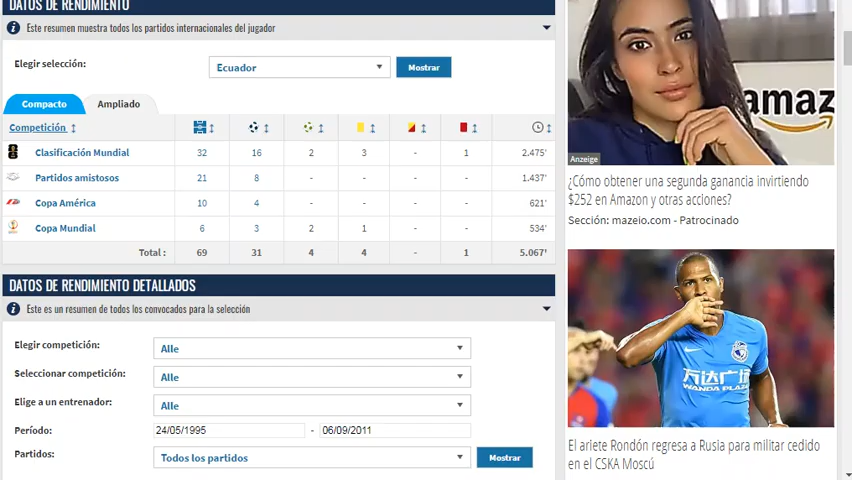 DATOS DE RENDIMIENTO
Este resumen muestra todos los partidos internacionales del jugador
Elegir selección:
Ecuador
Mostrar
Compacto
Ampliado
Competición
Clasificación Mundial 32 16 2 3 - 1 2.475'
Partidos amistosos 21 8 - - - - 1.437'
Copa América 10 4 - - - - 621'
Copa Mundial 6 3 2 1 - - 534'
Total : 69 31 4 4 - 1 5.067'
DATOS DE RENDIMIENTO DETALLADOS
Este es un resumen de todos los convocados para la selección
Elegir competición: Alle
Seleccionar competición: Alle
Elige a un entrenador: Alle
Período: 24/05/1995 - 06/09/2011
Partidos: Todos los partidos Mostrar
amaz
Anzeige
¿Cómo obtener una segunda ganancia invirtiendo
$252 en Amazon y otras acciones?
Sección: mazeio.com - Patrocinado
万达广场
WANDA PLAZA
El ariete Rondón regresa a Rusia para militar cedido
en el CSKA Moscú